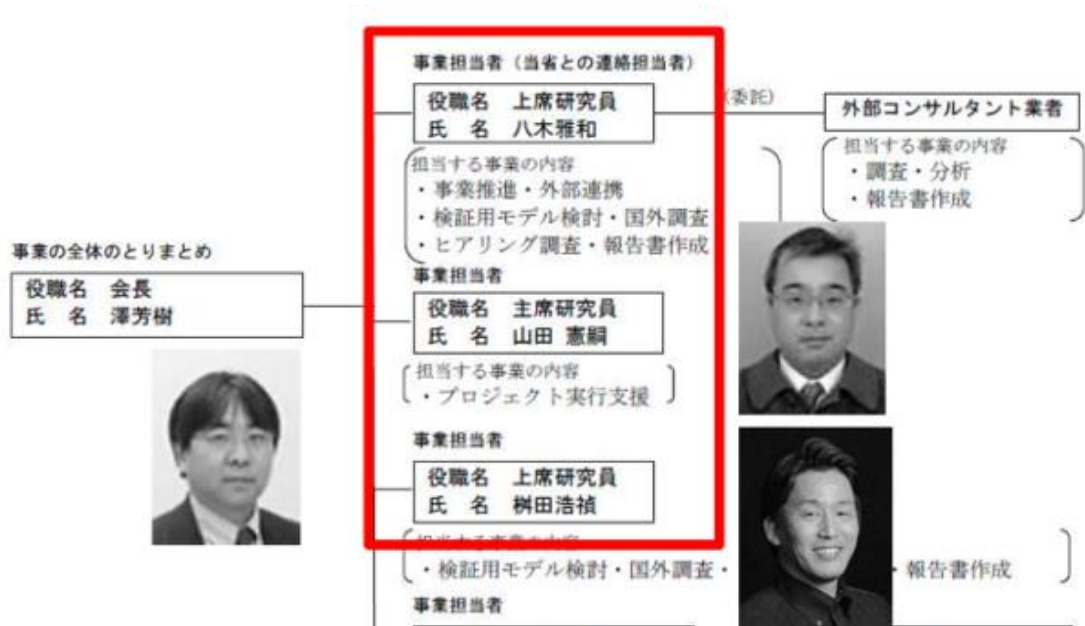 事業担当者（当省との連絡担当者）
役職名　上席研究員
氏　名　八木雅和
（委託）
外部コンサルタント業者
担当する事業の内容
・調査・分析
・報告書作成
担当する事業の内容
・事業推進・外部連携
・検証用モデル検討・国外調査
・ヒアリング調査・報告書作成
事業の全体のとりまとめ
役職名　会長
氏　名　澤芳樹
事業担当者
役職名　主席研究員
氏　名　山田 憲嗣
担当する事業の内容
・プロジェクト実行支援
事業担当者
役職名　上席研究員
氏　名　桝田浩禎
担当する事業の内容
・検証用モデル検討・国外調査・
・報告書作成
事業担当者